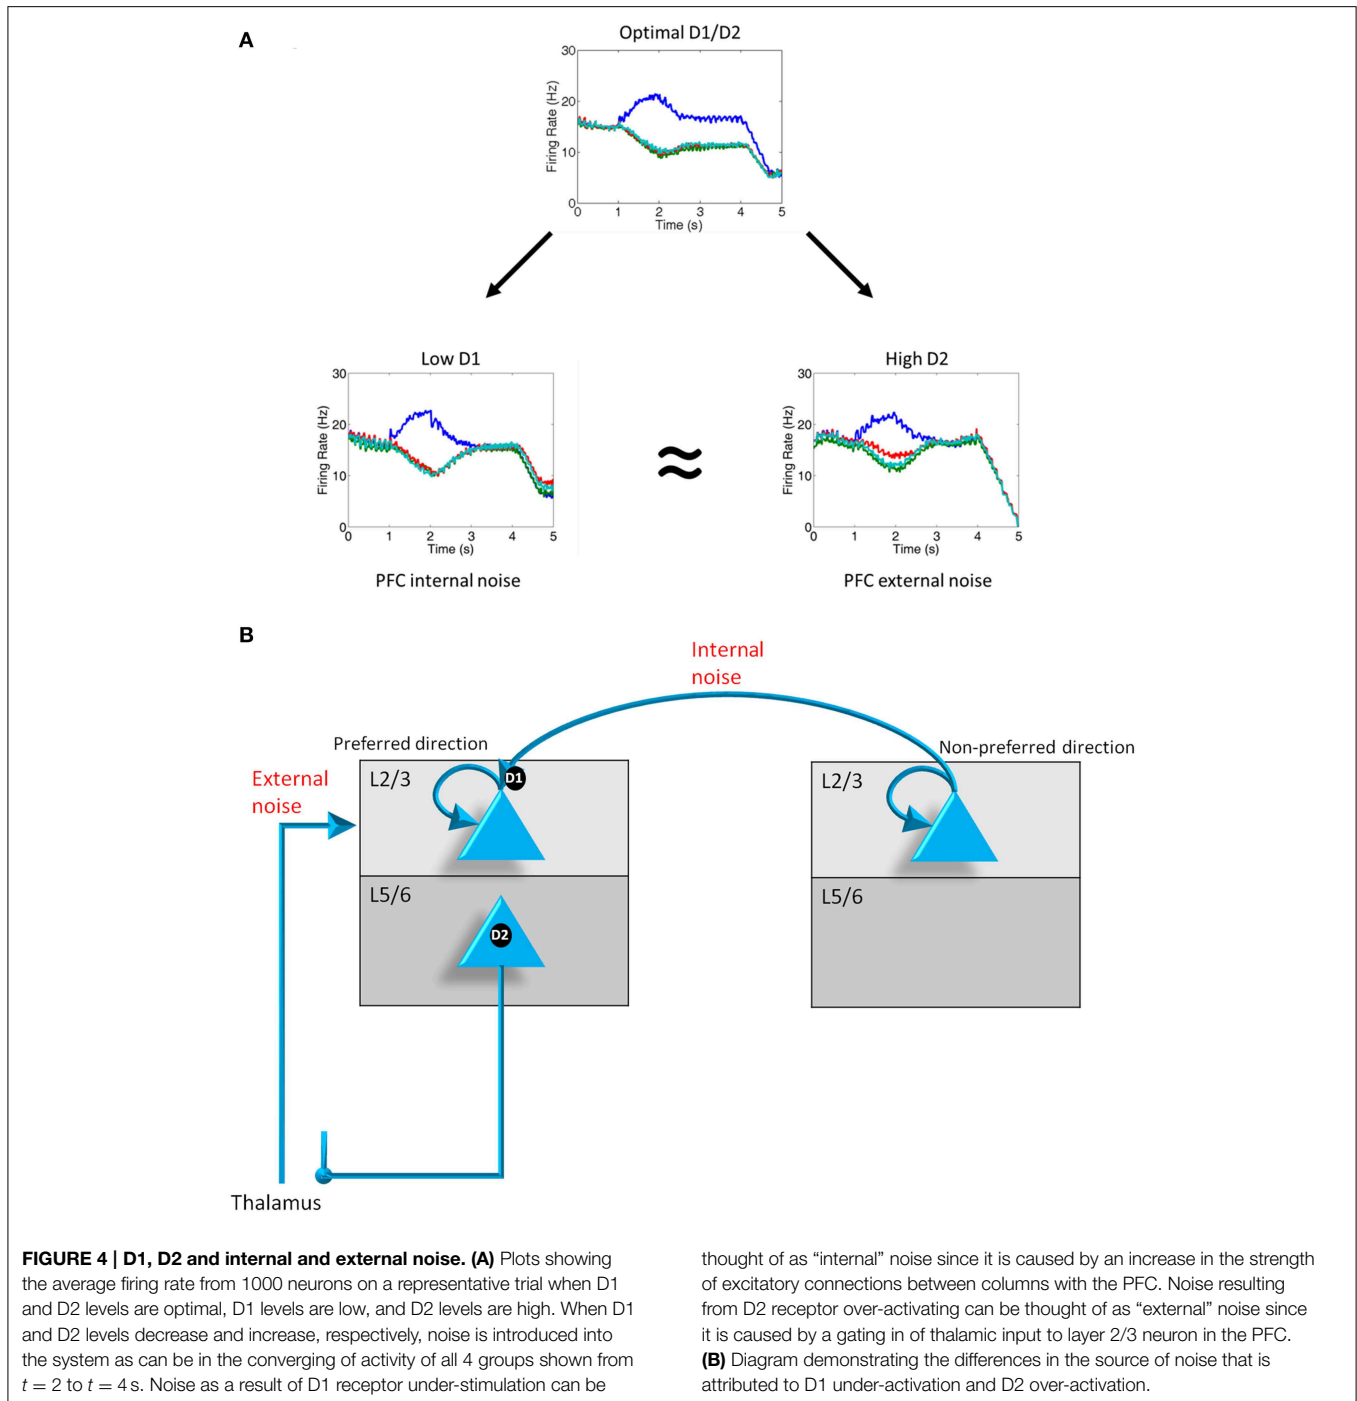 A
Optimal D1/D2
30
20
10
0
Firing Rate (Hz)
0 1 2 3 4 5
Time (s)
Low D1
30
20
10
0
Firing Rate (Hz)
0 1 2 3 4 5
Time (s)
PFC internal noise
≈
High D2
30
20
10
0
Firing Rate (Hz)
0 1 2 3 4 5
Time (s)
PFC external noise
B
Internal
noise
Preferred direction
Non-preferred direction
External
noise
L2/3
D1
L2/3
L5/6
D2
L5/6
Thalamus
FIGURE 4 | D1, D2 and internal and external noise. (A) Plots showing
the average firing rate from 1000 neurons on a representative trial when D1
and D2 levels are optimal, D1 levels are low, and D2 levels are high. When D1
and D2 levels decrease and increase, respectively, noise is introduced into
the system as can be in the converging of activity of all 4 groups shown from
t = 2 to t = 4 s. Noise as a result of D1 receptor under-stimulation can be
thought of as “internal” noise since it is caused by an increase in the strength
of excitatory connections between columns with the PFC. Noise resulting
from D2 receptor over-activating can be thought of as “external” noise since
it is caused by a gating in of thalamic input to layer 2/3 neuron in the PFC.
(B) Diagram demonstrating the differences in the source of noise that is
attributed to D1 under-activation and D2 over-activation.